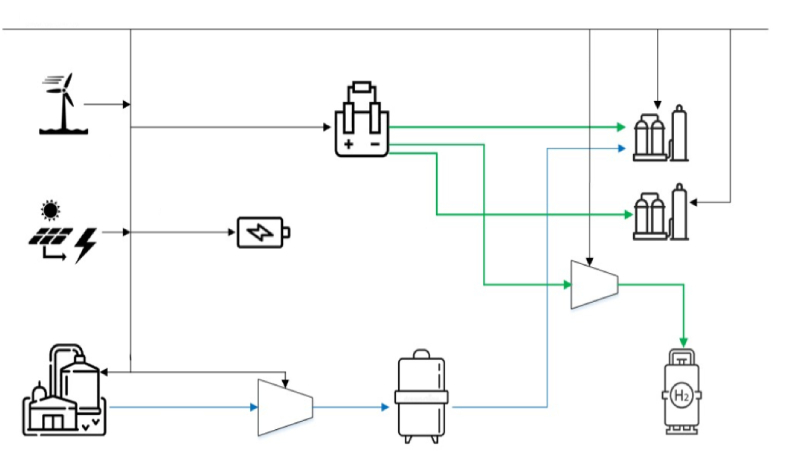 + −
H₂